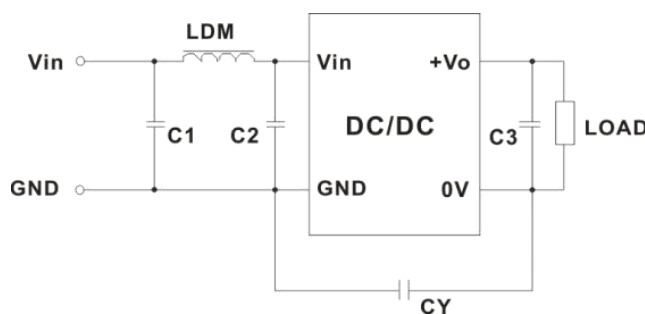 LDM
Vin
Vin
+Vo
C1
C2
DC/DC
C3
LOAD
GND
GND
0V
CY